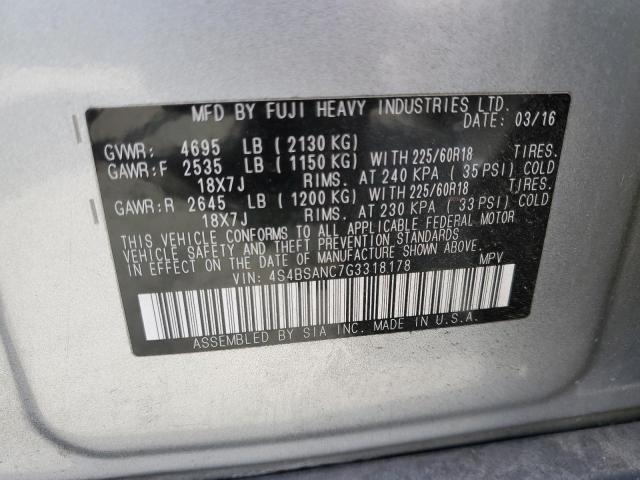 MFD BY FUJI HEAVY INDUSTRIES LTD.
DATE: 03/16
GVWR: 4695 LB (2130 KG)
GAWR:F 2535 LB (1150 KG) WITH 225/60R18 TIRES.
18X7J RIMS. AT 240 KPA (35 PSI) COLD
GAWR:R 2645 LB (1200 KG) WITH 225/60R18 TIRES.
18X7J RIMS. AT 230 KPA (33 PSI) COLD
THIS VEHICLE CONFORMS TO ALL APPLICABLE FEDERAL MOTOR
VEHICLE SAFETY AND THEFT PREVENTION STANDARDS
IN EFFECT ON THE DATE OF MANUFACTURE SHOWN ABOVE.
VIN: 4S4BSANC7G3318178 MPV
ASSEMBLED BY SIA INC. MADE IN U.S.A.